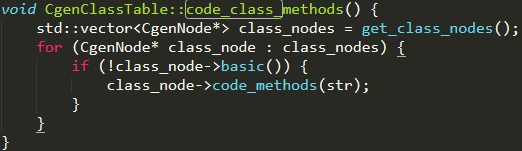 void CgenClassTable::code_class_methods() {
    std::vector<CgenNode*> class_nodes = get_class_nodes();
    for (CgenNode* class_node : class_nodes) {
        if (!class_node->basic()) {
            class_node->code_methods(str);
        }
    }
}